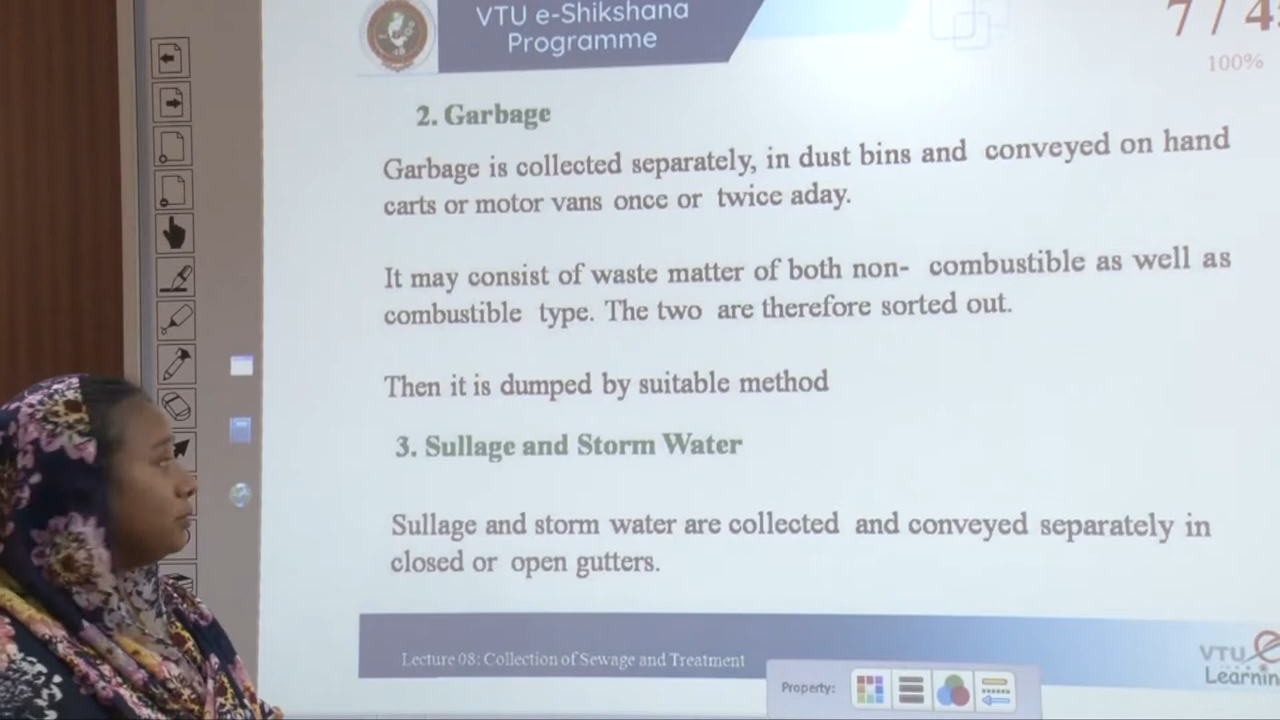 VTU e-Shikshana
Programme
7 / 4
100%
2. Garbage
Garbage is collected separately, in dust bins and conveyed on hand
carts or motor vans once or twice aday.
It may consist of waste matter of both non- combustible as well as
combustible type. The two are therefore sorted out.
Then it is dumped by suitable method
3. Sullage and Storm Water
Sullage and storm water are collected and conveyed separately in
closed or open gutters.
Lecture 08: Collection of Sewage and Treatment
VTU e
Learnin
Property: